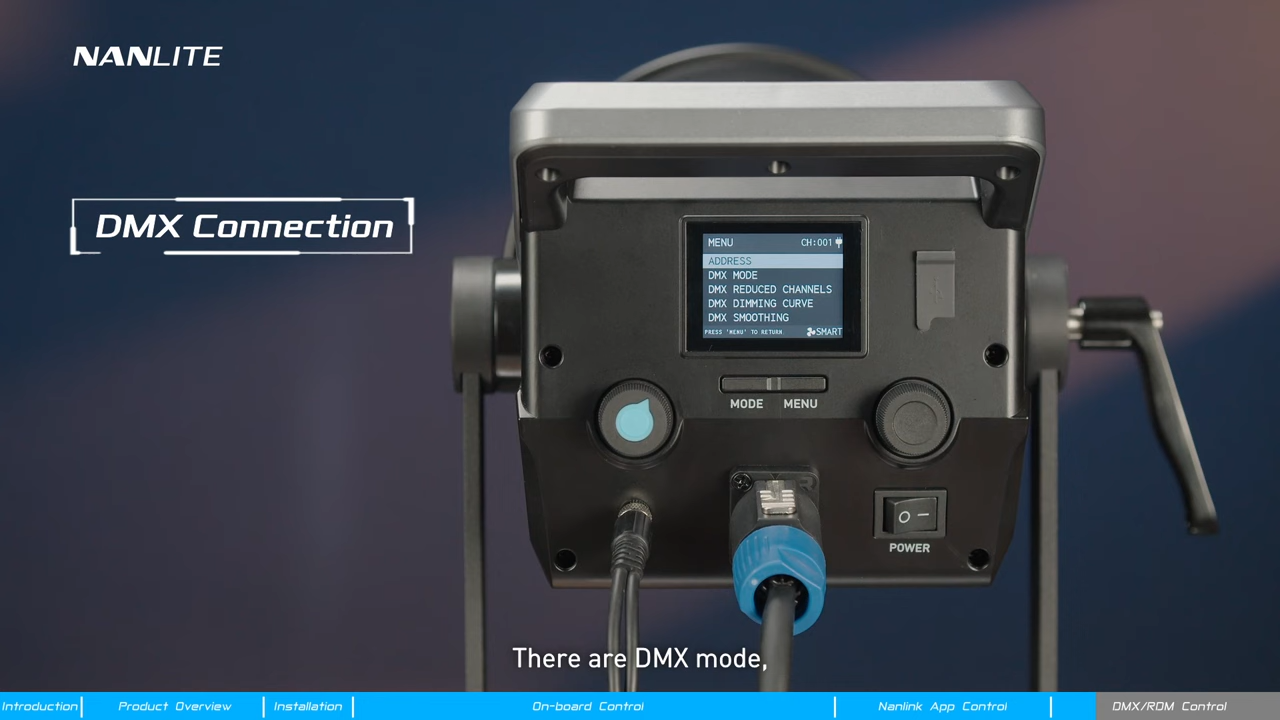 NANLITE
DMX Connection
MENU CH:001
ADDRESS
DMX MODE
DMX REDUCED CHANNELS
DMX DIMMING CURVE
DMX SMOOTHING
PRESS 'MENU' TO RETURN SMART
MODE MENU
POWER
There are DMX mode,
Introduction Product Overview Installation On-board Control Nanlink App Control DMX/RDM Control